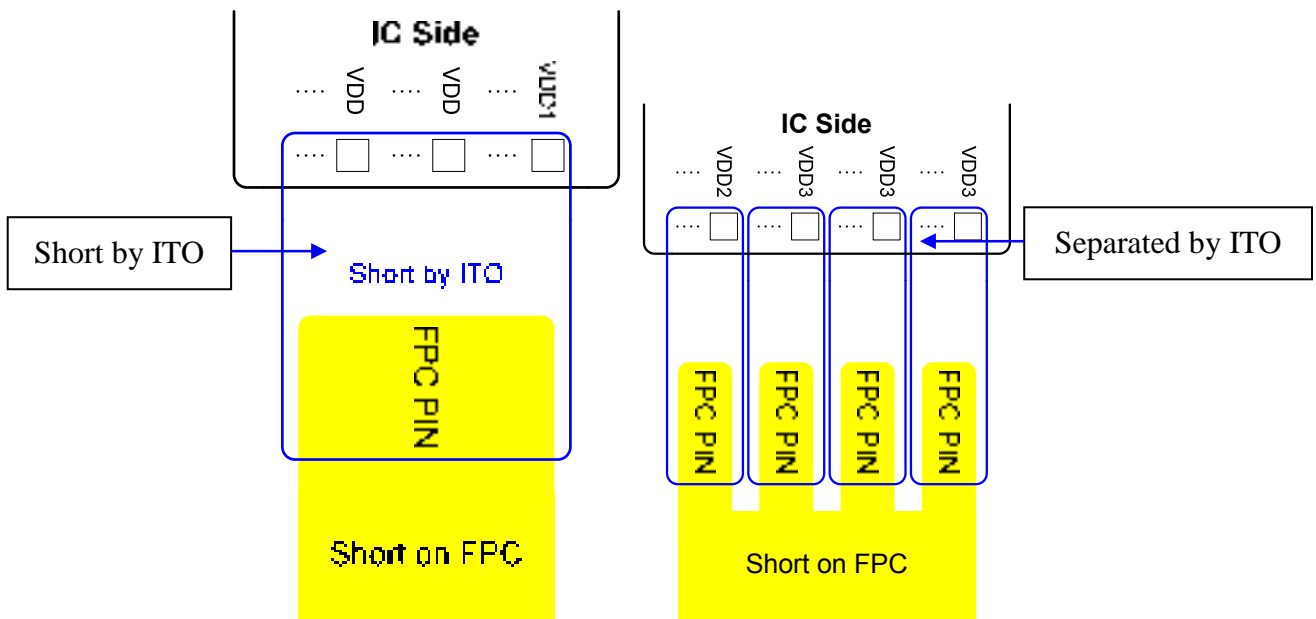 IC Side
.... VDD .... VDD .... VDD1
....  ....  ....
Short by ITO
Short by ITO
FPC PIN
Short on FPC
IC Side
.... VDD2 .... VDD3 .... VDD3 .... VDD3
....  ....  ....  ....
Separated by ITO
FPC PIN FPC PIN FPC PIN FPC PIN
Short on FPC